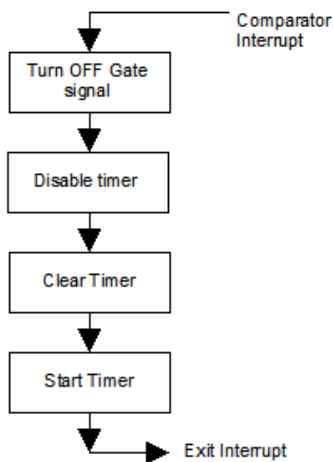 Comparator
Interrupt
Turn OFF Gate
signal
Disable timer
Clear Timer
Start Timer
Exit Interrupt